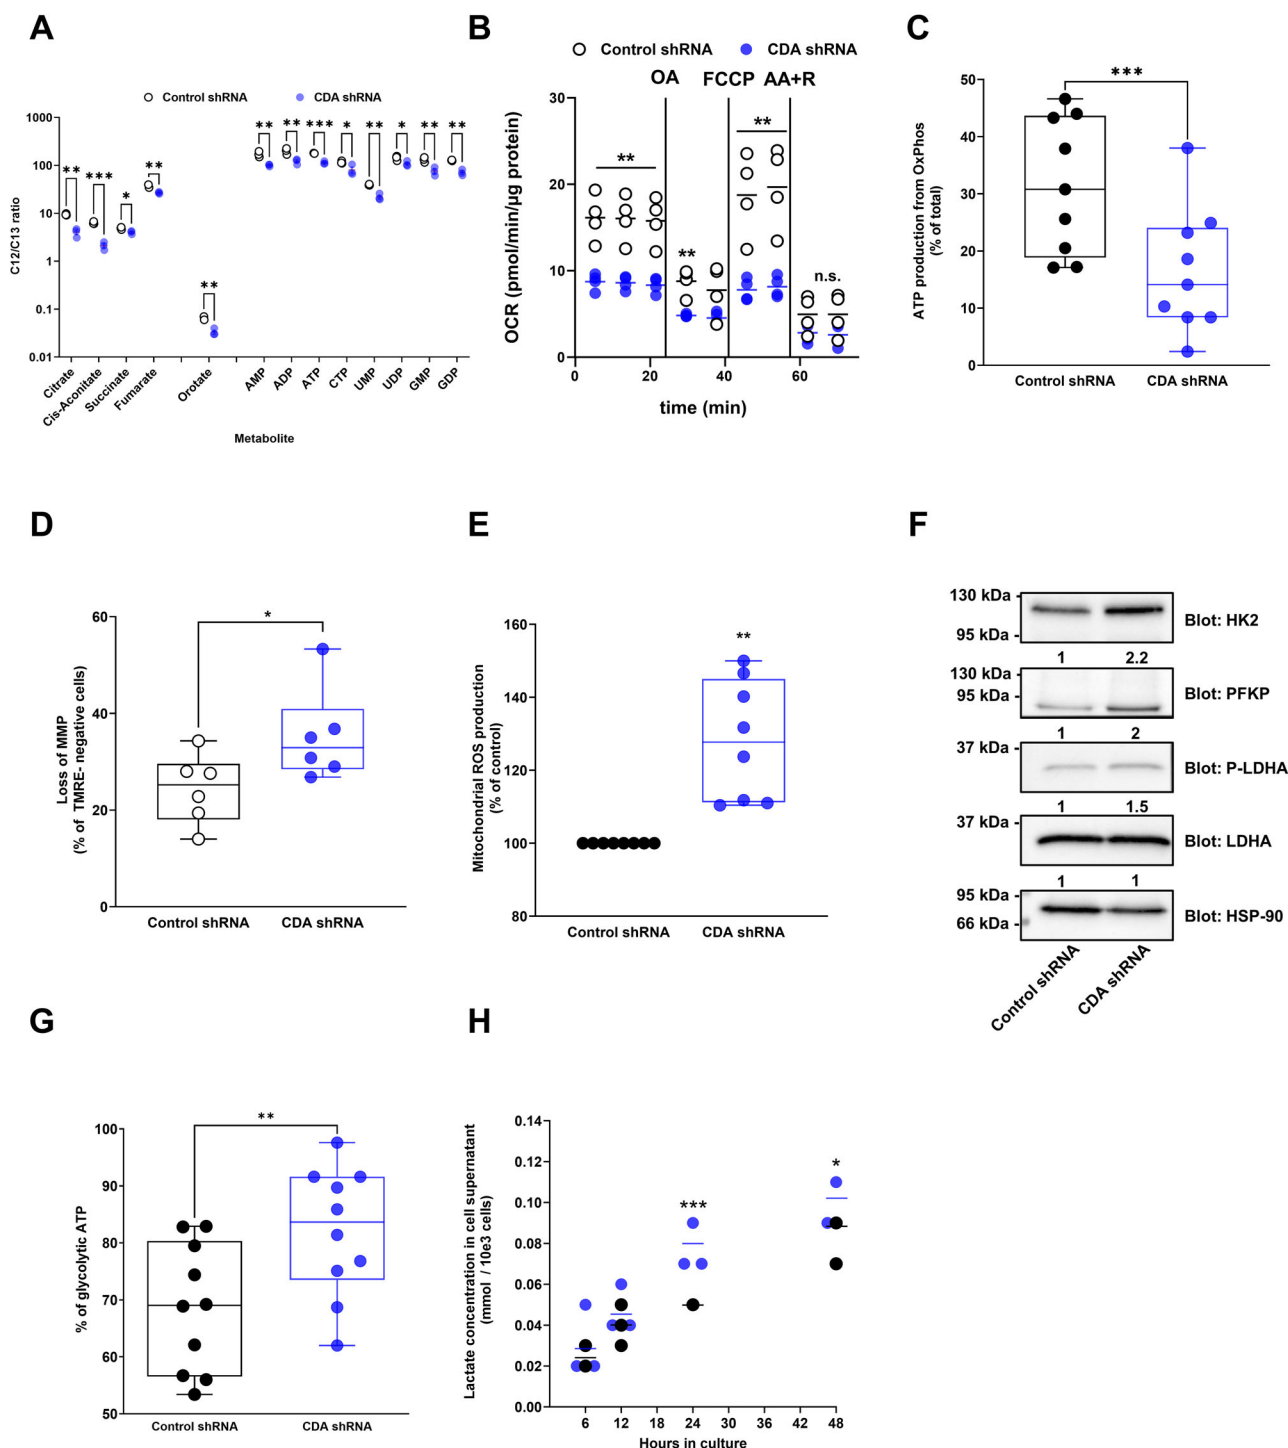 A
Control shRNA
CDA shRNA
** *** * ** ** ** ** *** * ** * ** **
1000
100
10
1
0.1
0.01
C12/C13 ratio
Citrate
Cis-Aconitate
Succinate
Fumarate
Orotate
AMP
ADP
ATP
CTP
UMP
UDP
GMP
GDP
Metabolite
B
Control shRNA
CDA shRNA
OA
FCCP
AA+R
30
20
10
0
OCR (pmol/min/µg protein)
**
**
**
n.s.
0 20 40 60
time (min)
C
***
50
40
30
20
10
0
ATP production from OxPhos
(% of total)
Control shRNA
CDA shRNA
D
*
60
40
20
0
Loss of MMP
(% of TMRE- negative cells)
Control shRNA
CDA shRNA
E
**
160
140
120
100
80
Mitochondrial ROS production
(% of control)
Control shRNA
CDA shRNA
F
130 kDa -
95 kDa -
Blot: HK2
1 2.2
130 kDa -
95 kDa -
Blot: PFKP
1 2
37 kDa -
Blot: P-LDHA
1 1.5
37 kDa -
Blot: LDHA
1 1
95 kDa -
66 kDa -
Blot: HSP-90
Control shRNA
CDA shRNA
G
**
100
90
80
70
60
50
% of glycolytic ATP
Control shRNA
CDA shRNA
H
0.14
0.12
0.10
0.08
0.06
0.04
0.02
0.00
Lactate concentration in cell supernatant
(mmol / 10e3 cells)
***
*
6 12 18 24 30 36 42 48
Hours in culture